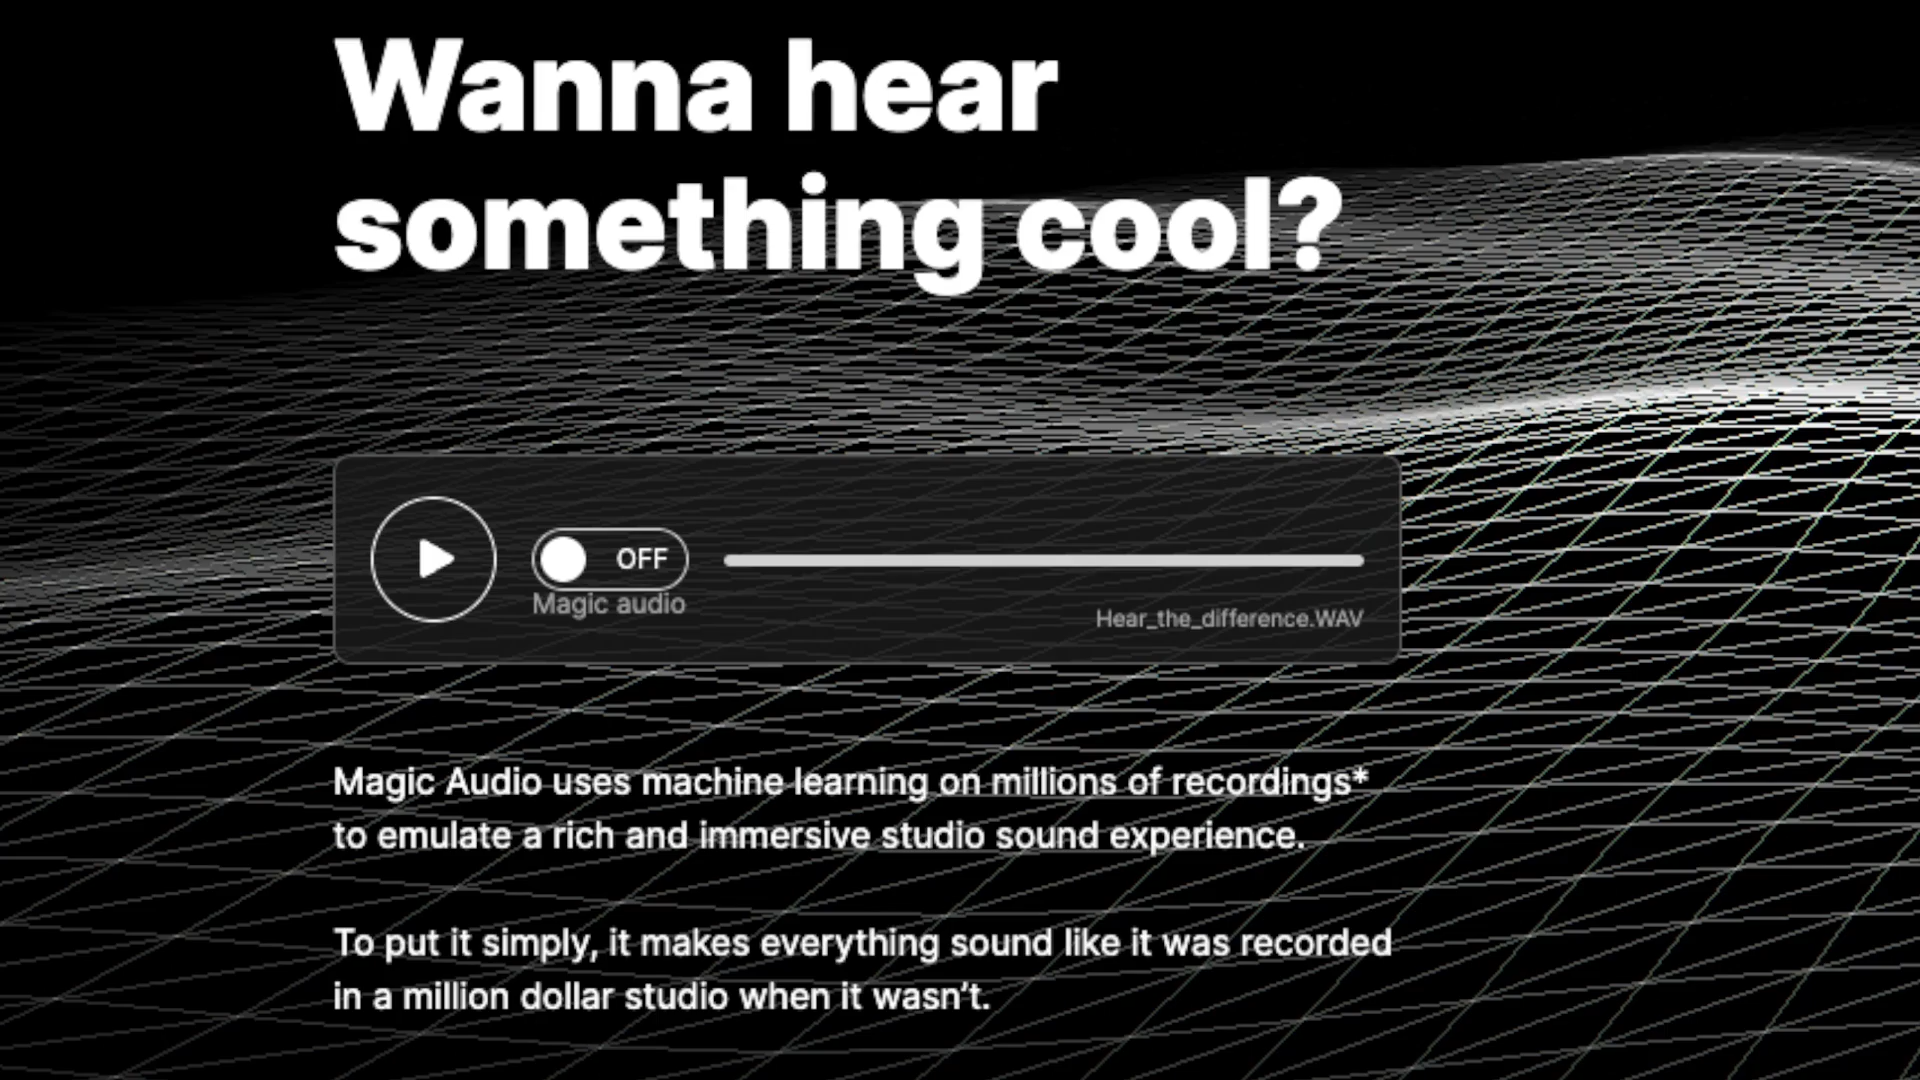 Wanna hear
something cool?
OFF
Magic audio
Hear_the_difference.WAV
Magic Audio uses machine learning on millions of recordings*
to emulate a rich and immersive studio sound experience.
To put it simply, it makes everything sound like it was recorded
in a million dollar studio when it wasn’t.